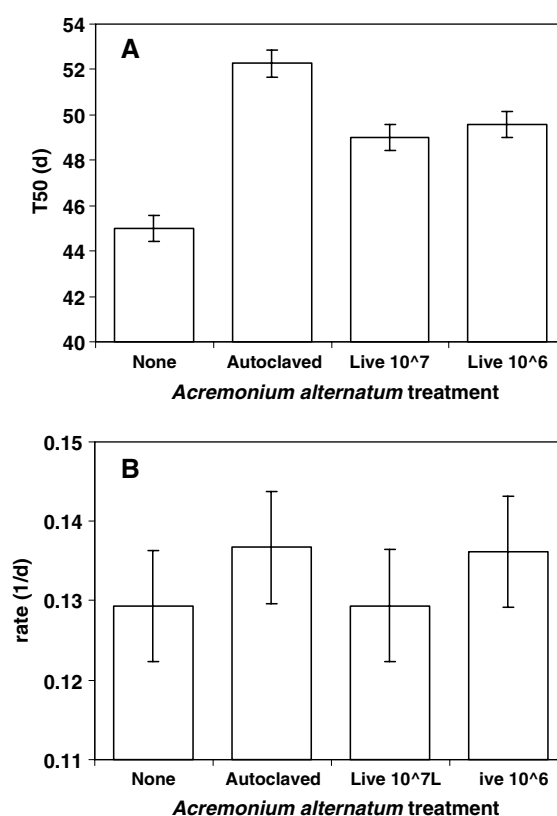 54
A
52
50
48
46
44
42
40
T50 (d)
None Autoclaved Live 10^7 Live 10^6
Acremonium alternatum treatment
0.15
B
0.14
0.13
0.12
0.11
rate (1/d)
None Autoclaved Live 10^7L ive 10^6
Acremonium alternatum treatment